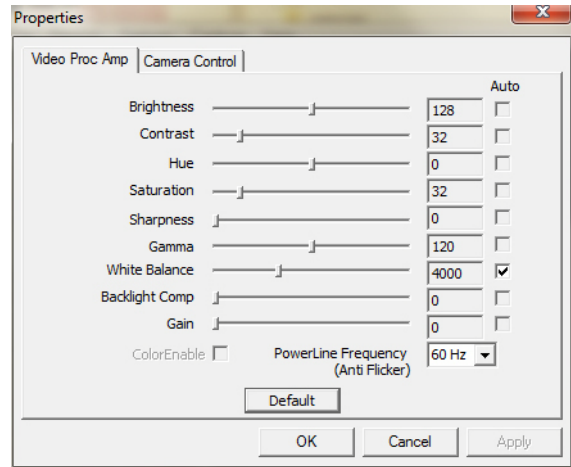 Properties
Video Proc Amp Camera Control
Auto
Brightness 128
Contrast 32
Hue 0
Saturation 32
Sharpness 0
Gamma 120
White Balance 4000
Backlight Comp 0
Gain 0
ColorEnable PowerLine Frequency 60 Hz
(Anti Flicker)
Default
OK Cancel Apply